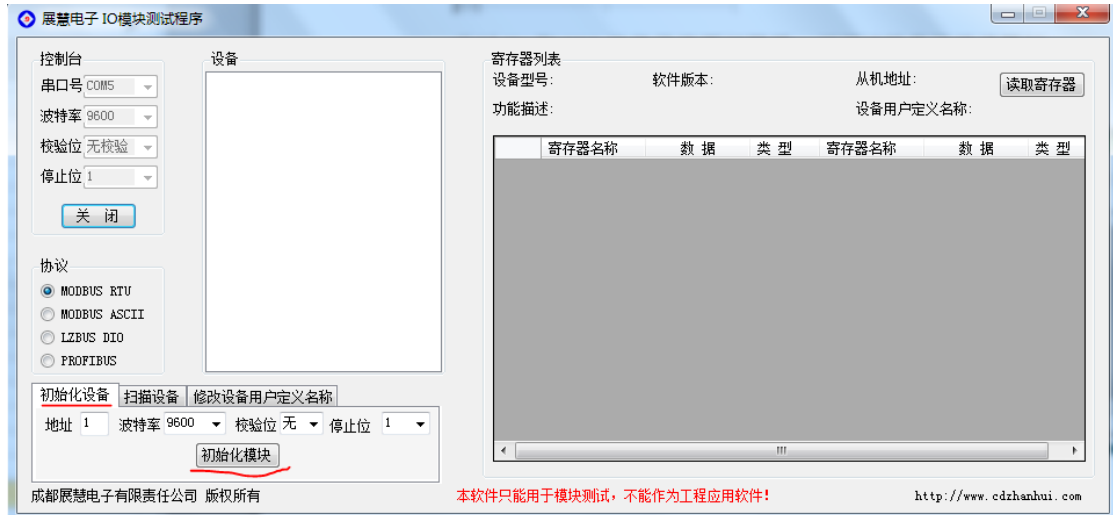 展慧电子 IO模块测试程序
控制台
串口号 COM5
波特率 9600
校验位 无校验
停止位 1
关 闭
设备
协议
MODBUS RTU
MODBUS ASCII
LZBUS DIO
PROFIBUS
初始化设备 扫描设备 修改设备用户定义名称
地址 1 波特率 9600 校验位 无 停止位 1
初始化模块
寄存器列表
设备型号: 软件版本: 从机地址: 读取寄存器
功能描述: 设备用户定义名称:
寄存器名称 数 据 类 型 寄存器名称 数 据 类 型
成都展慧电子有限责任公司 版权所有 本软件只能用于模块测试，不能作为工程应用软件! http://www.cdzhanhui.com